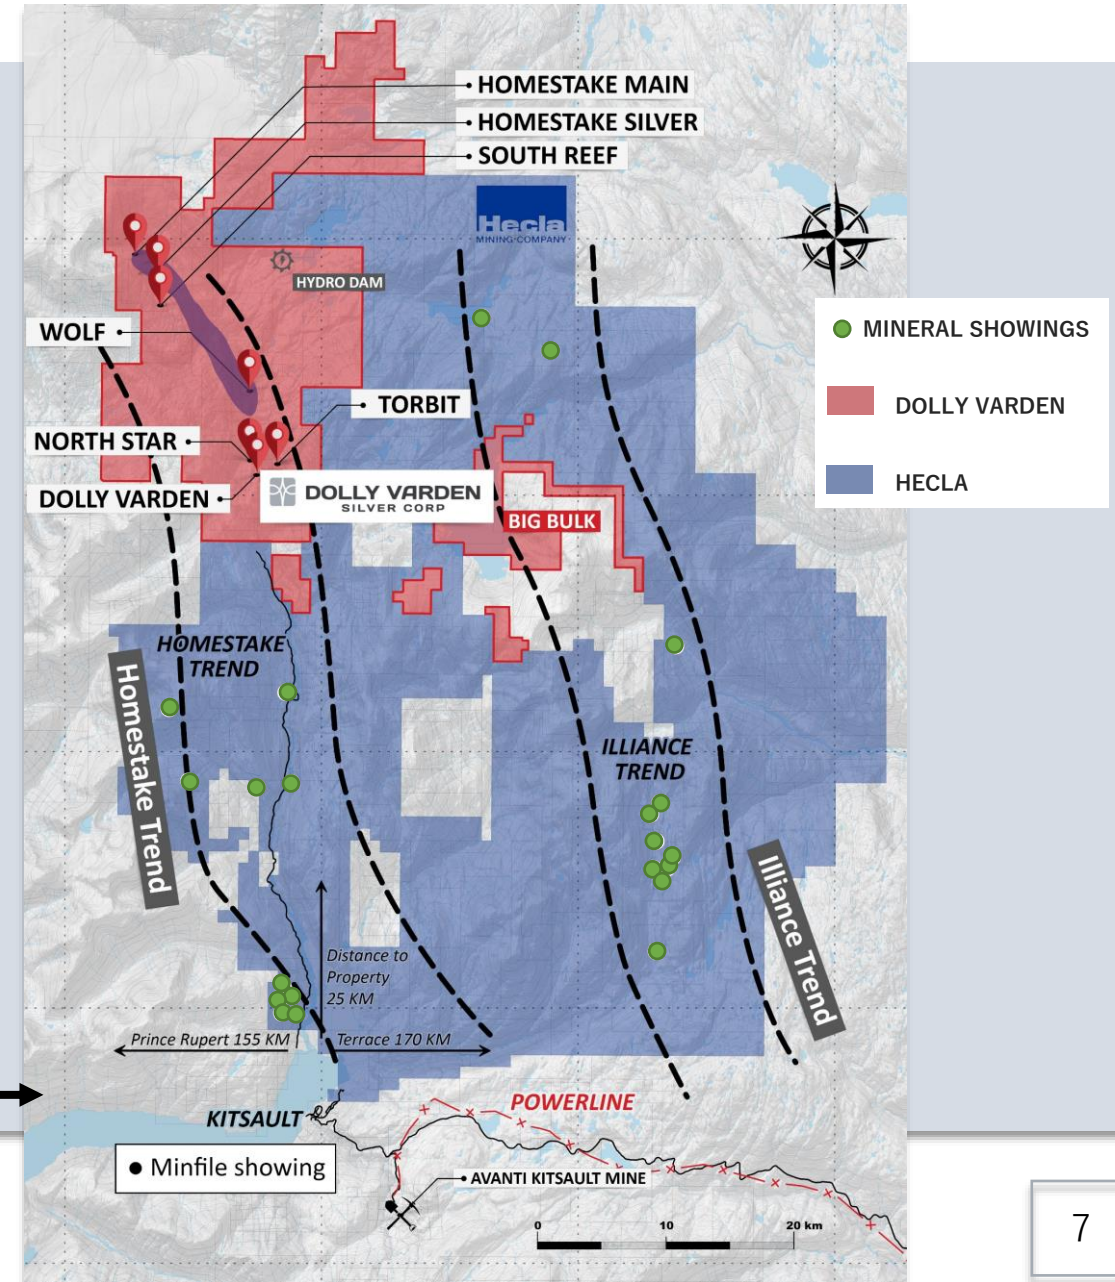 HOMESTAKE MAIN
HOMESTAKE SILVER
SOUTH REEF
Hecla
MINING COMPANY
HYDRO DAM
MINERAL SHOWINGS
WOLF
DOLLY VARDEN
TORBIT
NORTH STAR
HECLA
DOLLY VARDEN
DOLLY VARDEN
SILVER CORP
BIG BULK
HOMESTAKE
TREND
Homestake Trend
ILLIANCE
TREND
Illiance Trend
Distance to
Property
25 KM
Prince Rupert 155 KM
Terrace 170 KM
KITSAULT
POWERLINE
Minfile showing
AVANTI KITSAULT MINE
0 10 20 km
7